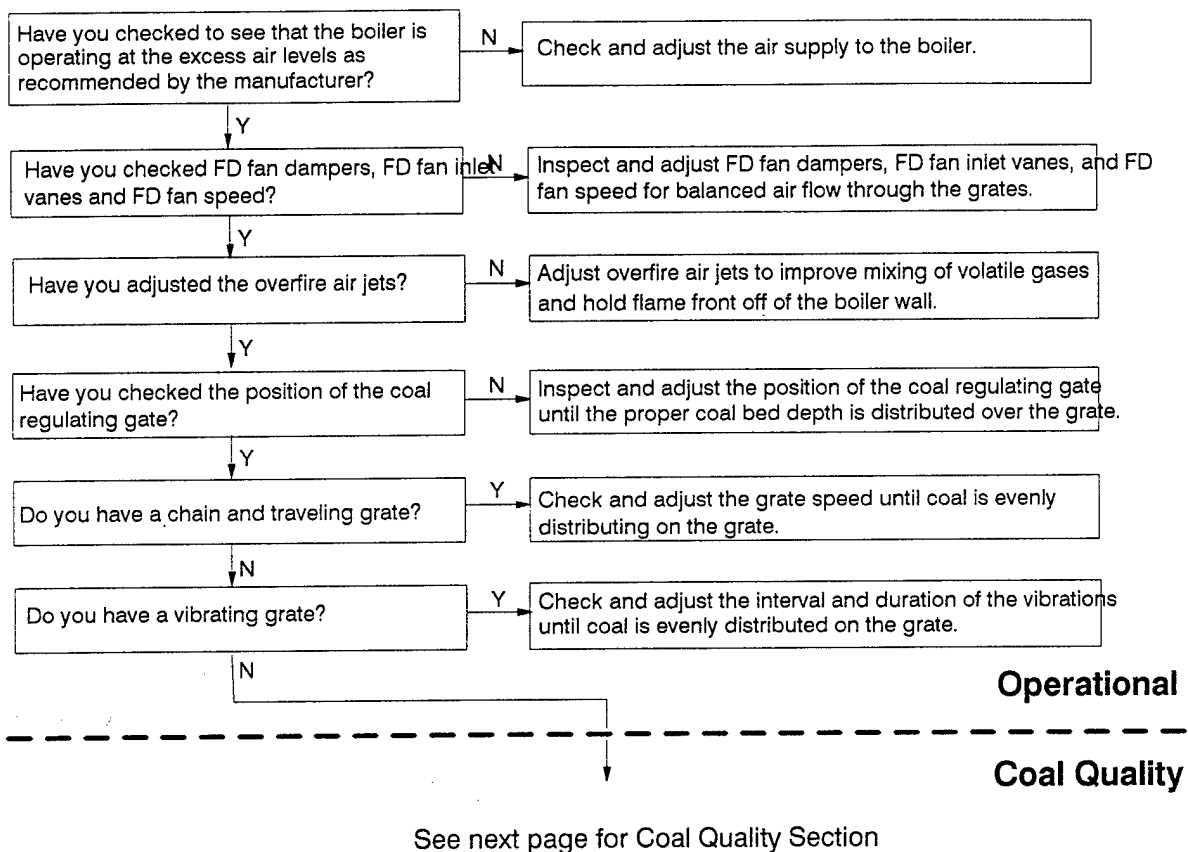 Have you checked to see that the boiler is
operating at the excess air levels as
recommended by the manufacturer?
N
Check and adjust the air supply to the boiler.
Y
Have you checked FD fan dampers, FD fan inlet
vanes and FD fan speed?
N
Inspect and adjust FD fan dampers, FD fan inlet vanes, and FD
fan speed for balanced air flow through the grates.
Y
Have you adjusted the overfire air jets?
N
Adjust overfire air jets to improve mixing of volatile gases
and hold flame front off of the boiler wall.
Y
Have you checked the position of the coal
regulating gate?
N
Inspect and adjust the position of the coal regulating gate
until the proper coal bed depth is distributed over the grate.
Y
Do you have a chain and traveling grate?
Y
Check and adjust the grate speed until coal is evenly
distributing on the grate.
N
Do you have a vibrating grate?
Y
Check and adjust the interval and duration of the vibrations
until coal is evenly distributed on the grate.
N
Operational
Coal Quality
See next page for Coal Quality Section